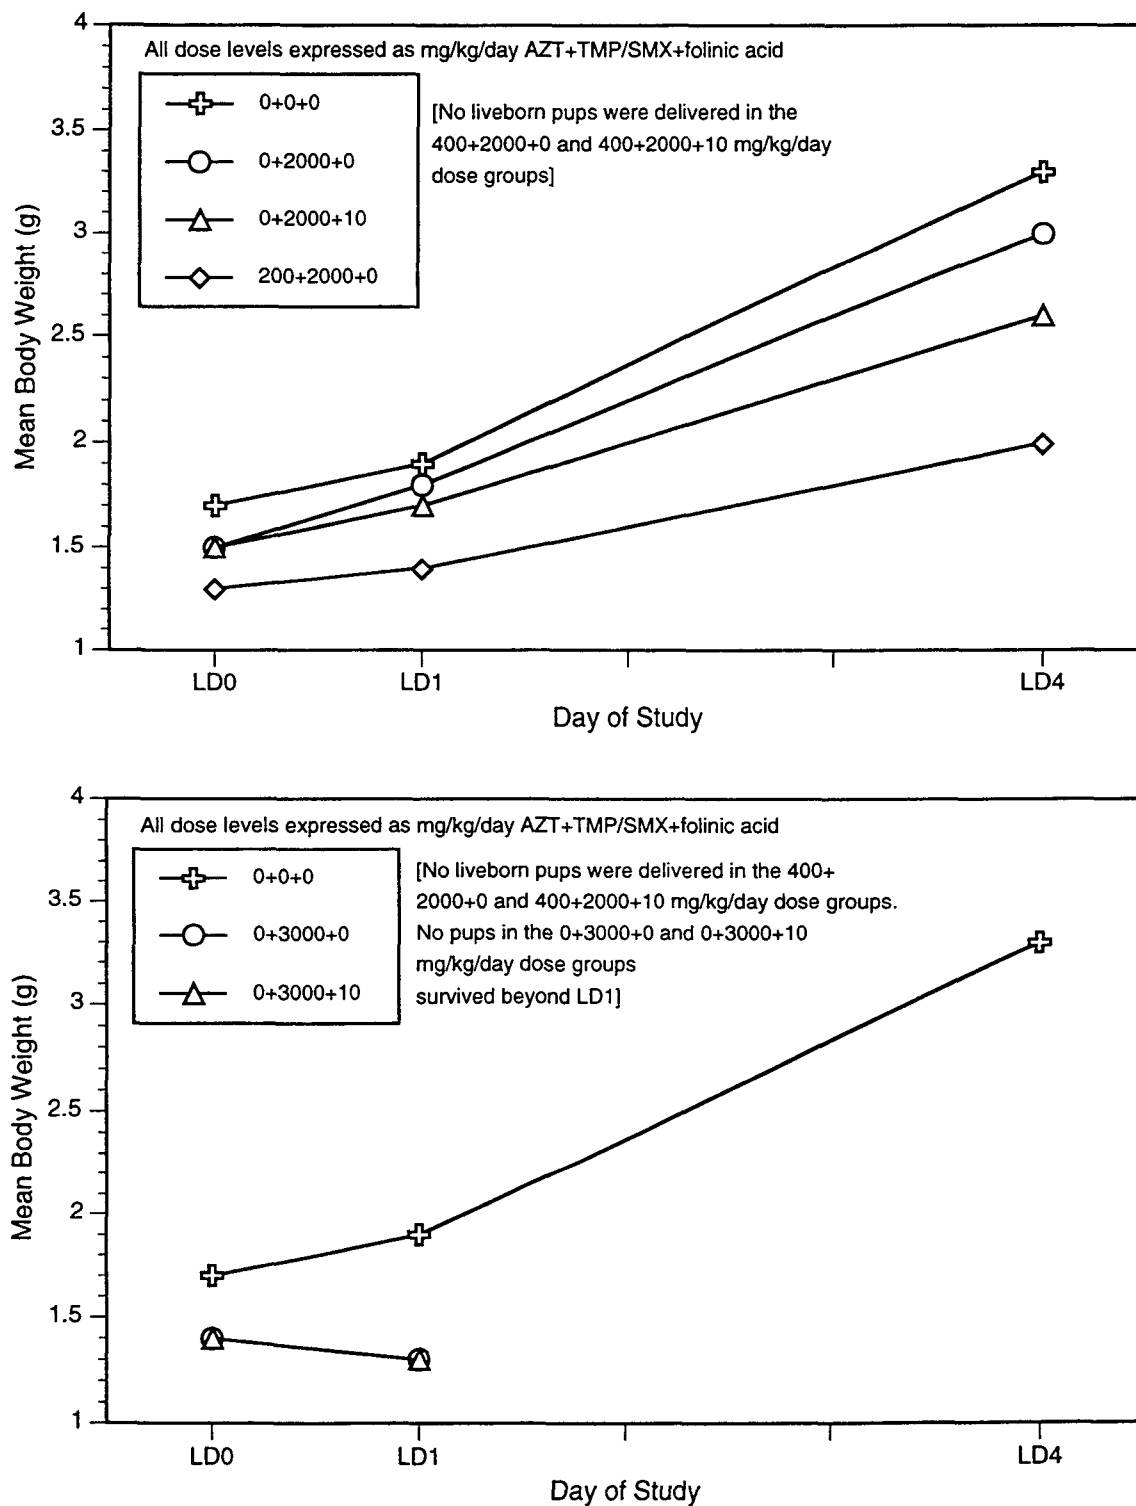 4
All dose levels expressed as mg/kg/day AZT+TMP/SMX+folinic acid
0+0+0
[No liveborn pups were delivered in the
3.5
400+2000+0 and 400+2000+10 mg/kg/day
0+2000+0
dose groups]
0+2000+10
3
200+2000+0
2.5
2
1.5
1
Mean Body Weight (g)
LD0
LD1
LD4
Day of Study
4
All dose levels expressed as mg/kg/day AZT+TMP/SMX+folinic acid
0+0+0
[No liveborn pups were delivered in the 400+
3.5
2000+0 and 400+2000+10 mg/kg/day dose groups.
0+3000+0
No pups in the 0+3000+0 and 0+3000+10
mg/kg/day dose groups
0+3000+10
survived beyond LD1]
3
2.5
2
1.5
1
Mean Body Weight (g)
LD0
LD1
LD4
Day of Study